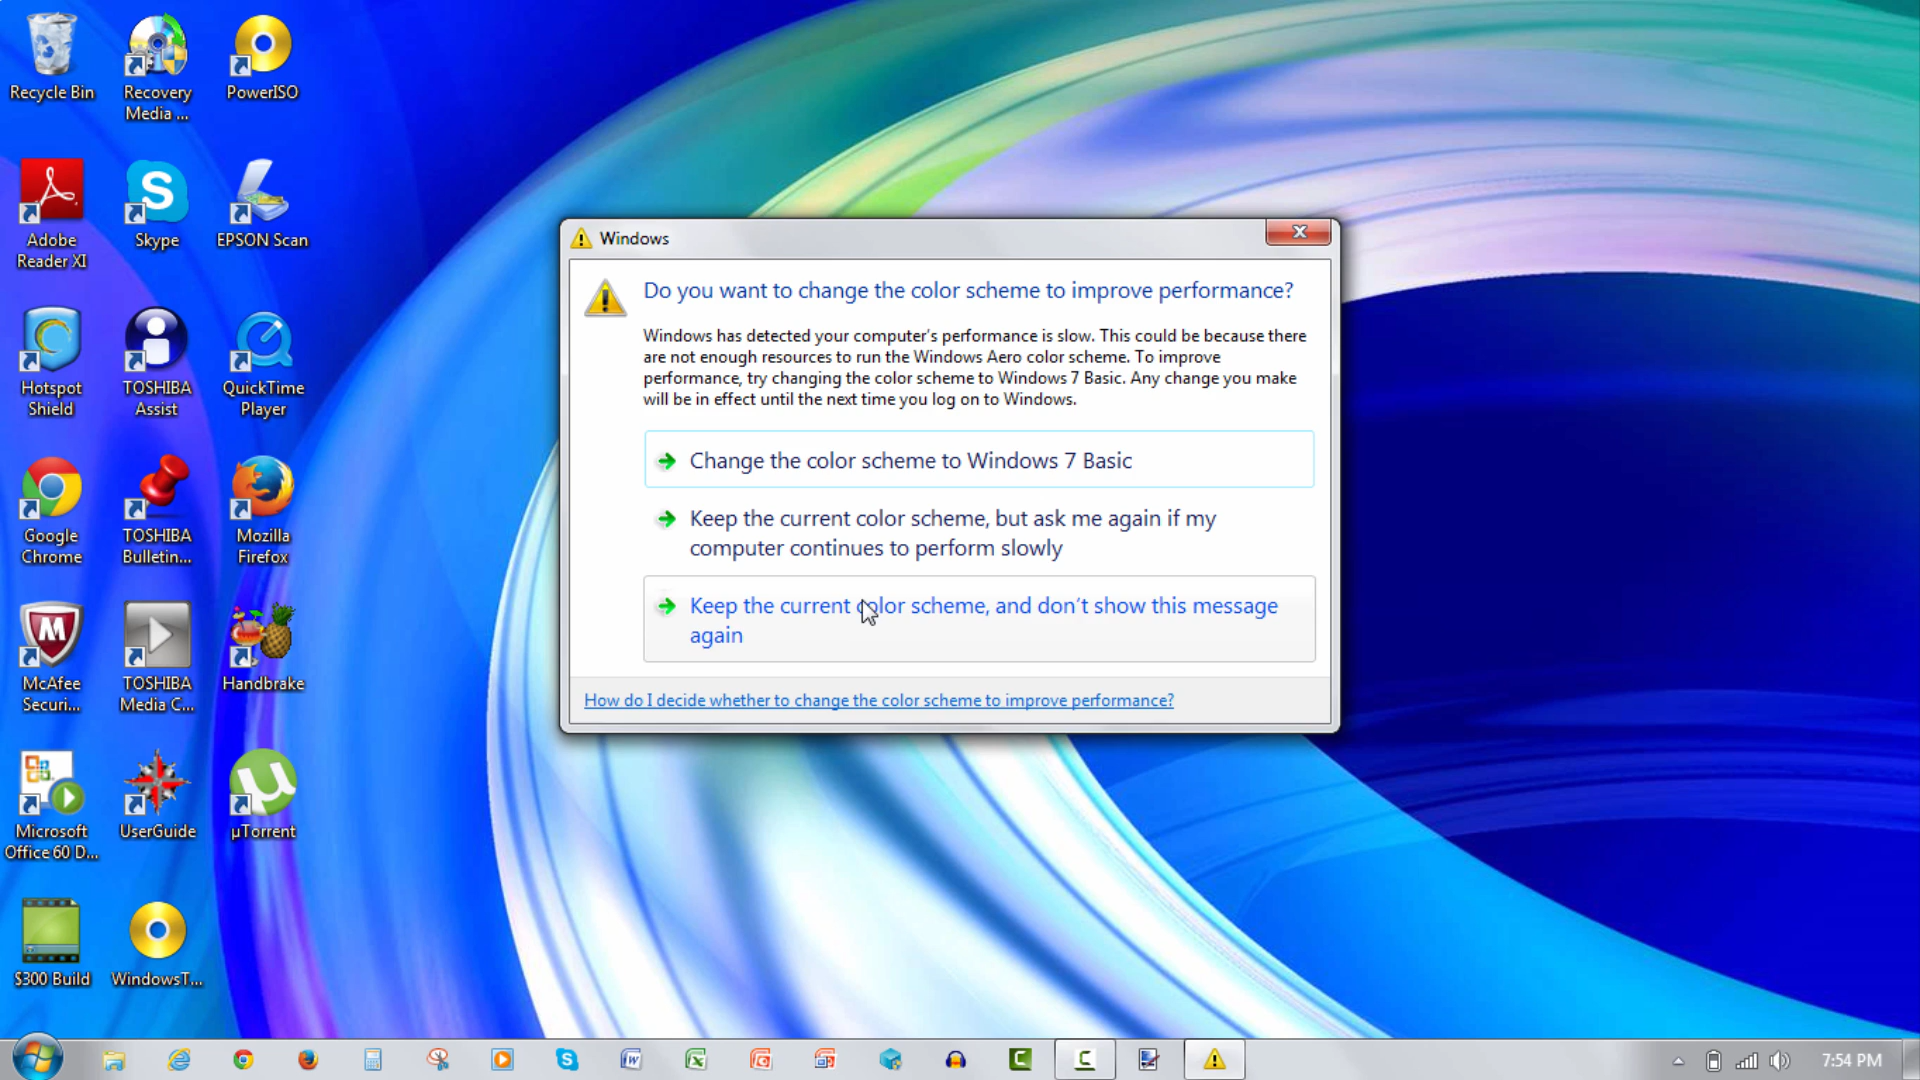 Recycle Bin
Recovery
Media ...
PowerISO
Adobe
Reader XI
Skype
EPSON Scan
Hotspot
Shield
TOSHIBA
Assist
QuickTime
Player
Google
Chrome
TOSHIBA
Bulletin...
Mozilla
Firefox
McAfee
Securi...
TOSHIBA
Media C...
Handbrake
Microsoft
Office 60 D...
UserGuide
µTorrent
$300 Build
WindowsT...
Windows
Do you want to change the color scheme to improve performance?
Windows has detected your computer's performance is slow. This could be because there
are not enough resources to run the Windows Aero color scheme. To improve
performance, try changing the color scheme to Windows 7 Basic. Any change you make
will be in effect until the next time you log on to Windows.
Change the color scheme to Windows 7 Basic
Keep the current color scheme, but ask me again if my
computer continues to perform slowly
Keep the current color scheme, and don't show this message
again
How do I decide whether to change the color scheme to improve performance?
7:54 PM